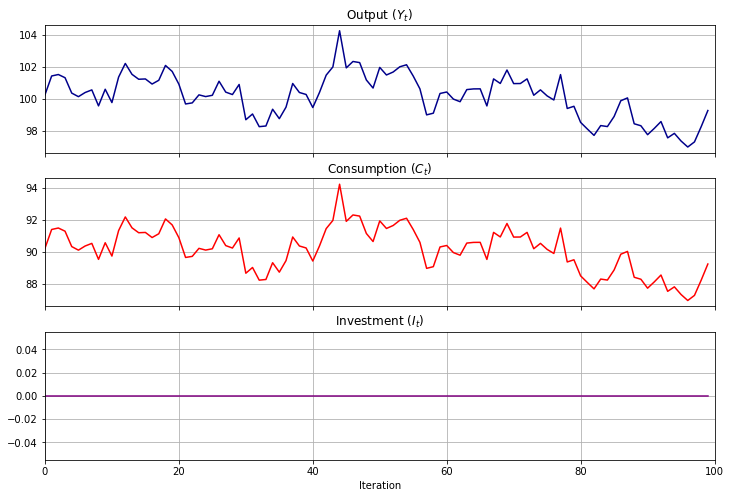 Output (Y_t)
104
102
100
98
Consumption (C_t)
94
92
90
88
Investment (I_t)
0.04
0.02
0.00
−0.02
−0.04
0 20 40 60 80 100
Iteration